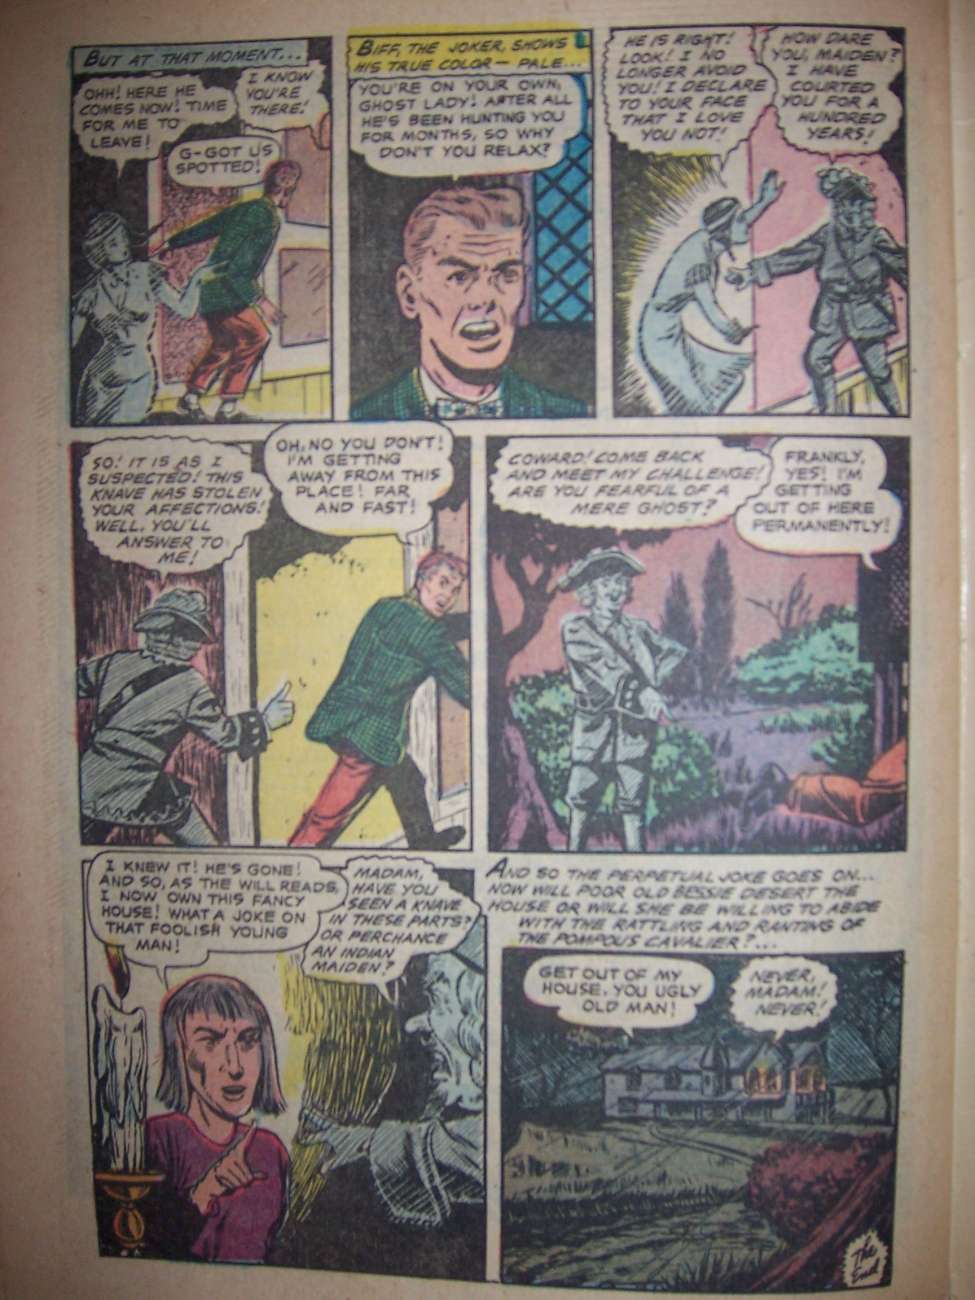 BUT AT THAT MOMENT...
OHH! HERE HE
COMES NOW! TIME
FOR ME TO
LEAVE!
I KNOW
YOU'RE
THERE!
G-GOT US
SPOTTED!
BIFF, THE JOKER, SHOWS
HIS TRUE COLOR — PALE...
YOU'RE ON YOUR OWN,
GHOST LADY! AFTER ALL
HE'S BEEN HUNTING YOU
FOR MONTHS, SO WHY
DON'T YOU RELAX?
HE IS RIGHT!
LOOK! I NO
LONGER AVOID
YOU! I DECLARE
TO YOUR FACE
THAT I LOVE
YOU NOT!
HOW DARE
YOU, MAIDEN?
I HAVE
COURTED
YOU FOR A
HUNDRED
YEARS!
SO! IT IS AS I
SUSPECTED! THIS
KNAVE HAS STOLEN
YOUR AFFECTIONS!
WELL, YOU'LL
ANSWER TO
ME!
OH, NO YOU DON'T!
I'M GETTING
AWAY FROM THIS
PLACE! FAR
AND FAST!
COWARD! COME BACK
AND MEET MY CHALLENGE!
ARE YOU FEARFUL OF A
MERE GHOST?
FRANKLY,
YES! I'M
GETTING
OUT OF HERE
PERMANENTLY!
I KNEW IT! HE'S GONE!
AND SO, AS THE WILL READS,
I NOW OWN THIS FANCY
HOUSE! WHAT A JOKE ON
THAT FOOLISH YOUNG
MAN!
MADAM,
HAVE YOU
SEEN A KNAVE
IN THESE PARTS?
OR PERCHANCE
AN INDIAN
MAIDEN?
AND SO THE PERPETUAL JOKE GOES ON...
NOW WILL POOR OLD BESSIE DESERT THE
HOUSE OR WILL SHE BE WILLING TO ABIDE
WITH THE RATTLING AND RANTING OF
THE POMPOUS CAVALIER?...
GET OUT OF MY
HOUSE, YOU UGLY
OLD MAN!
NEVER,
MADAM!
NEVER!
The
End